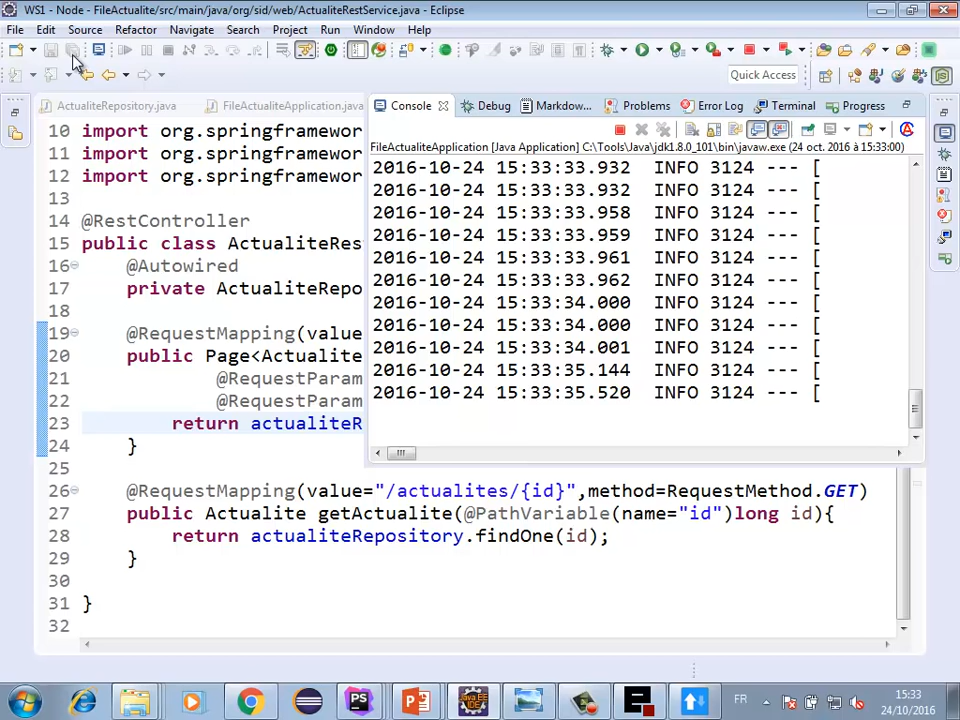 WS1 - Node - FileActualite/src/main/java/org/sid/web/ActualiteRestService.java - Eclipse
File Edit Source Refactor Navigate Search Project Run Window Help
Quick Access
ActualiteRepository.java FileActualiteApplication.java
Console Debug Markdow... Problems Error Log Terminal Progress
FileActualiteApplication [Java Application] C:\Tools\Java\jdk1.8.0_101\bin\javaw.exe (24 oct. 2016 à 15:33:00)
2016-10-24 15:33:33.932 INFO 3124 --- [
2016-10-24 15:33:33.932 INFO 3124 --- [
2016-10-24 15:33:33.958 INFO 3124 --- [
2016-10-24 15:33:33.959 INFO 3124 --- [
2016-10-24 15:33:33.961 INFO 3124 --- [
2016-10-24 15:33:33.962 INFO 3124 --- [
2016-10-24 15:33:34.000 INFO 3124 --- [
2016-10-24 15:33:34.000 INFO 3124 --- [
2016-10-24 15:33:34.001 INFO 3124 --- [
2016-10-24 15:33:35.144 INFO 3124 --- [
2016-10-24 15:33:35.520 INFO 3124 --- [
10 import org.springframewor
11 import org.springframewor
12 import org.springframewor
13
14 @RestController
15 public class ActualiteRes
16 @Autowired
17 private ActualiteRepo
18
19 @RequestMapping(value
20 public Page<Actualite
21 @RequestParam
22 @RequestParam
23 return actualiteR
24 }
25
26 @RequestMapping(value="/actualites/{id}",method=RequestMethod.GET)
27 public Actualite getActualite(@PathVariable(name="id")long id){
28 return actualiteRepository.findOne(id);
29 }
30
31 }
32
FR
15:33
24/10/2016